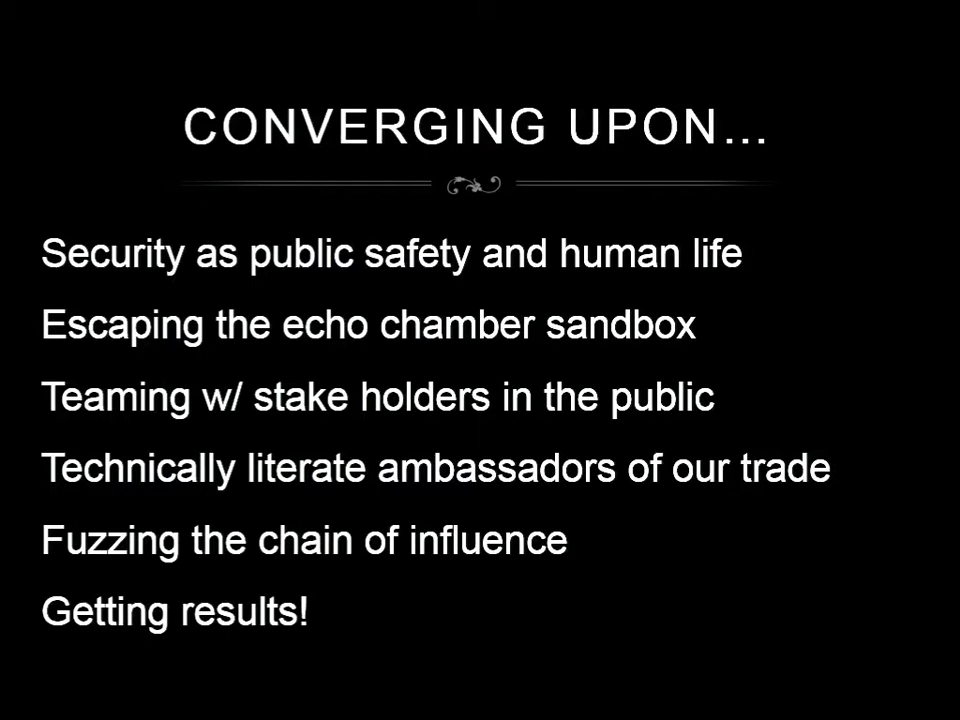 CONVERGING UPON...
Security as public safety and human life
Escaping the echo chamber sandbox
Teaming w/ stake holders in the public
Technically literate ambassadors of our trade
Fuzzing the chain of influence
Getting results!